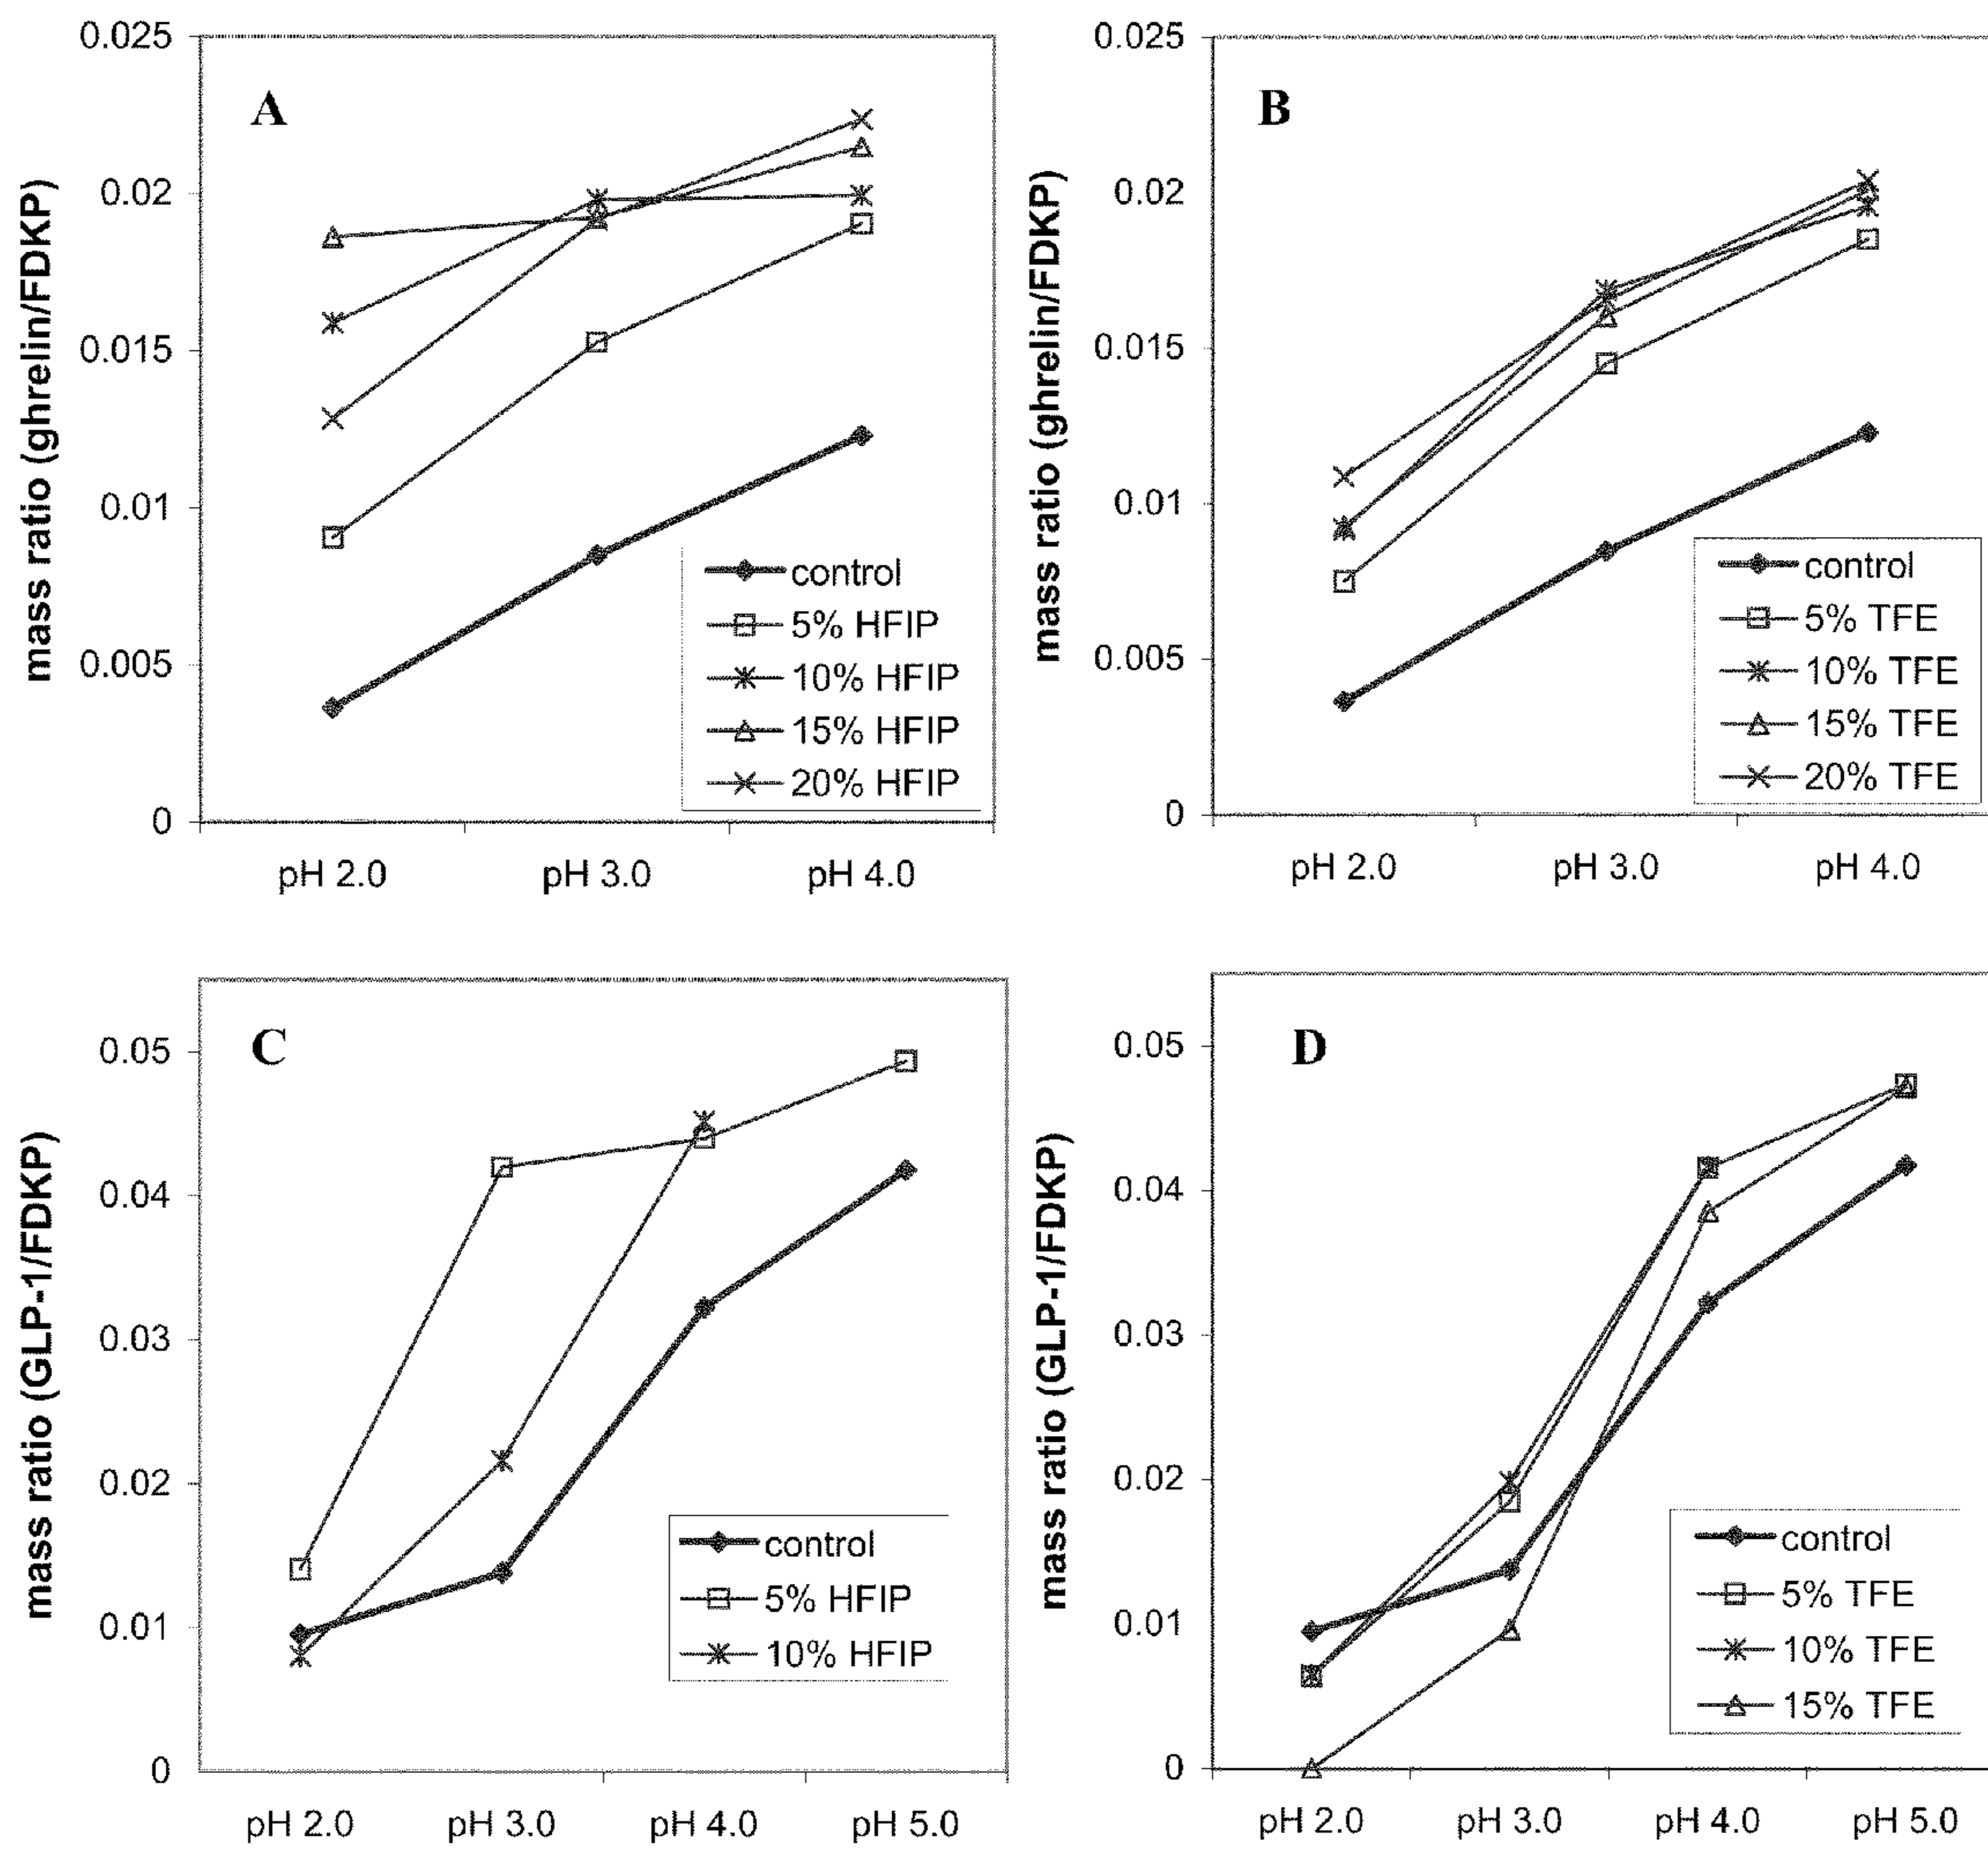 A
mass ratio (ghrelin/FDKP)
0.025
0.02
0.015
0.01
0.005
0
pH 2.0
pH 3.0
pH 4.0
control
5% HFIP
10% HFIP
15% HFIP
20% HFIP
B
mass ratio (ghrelin/FDKP)
0.025
0.02
0.015
0.01
0.005
0
pH 2.0
pH 3.0
pH 4.0
control
5% TFE
10% TFE
15% TFE
20% TFE
C
mass ratio (GLP-1/FDKP)
0.05
0.04
0.03
0.02
0.01
0
pH 2.0
pH 3.0
pH 4.0
pH 5.0
control
5% HFIP
10% HFIP
D
mass ratio (GLP-1/FDKP)
0.05
0.04
0.03
0.02
0.01
0
pH 2.0
pH 3.0
pH 4.0
pH 5.0
control
5% TFE
10% TFE
15% TFE